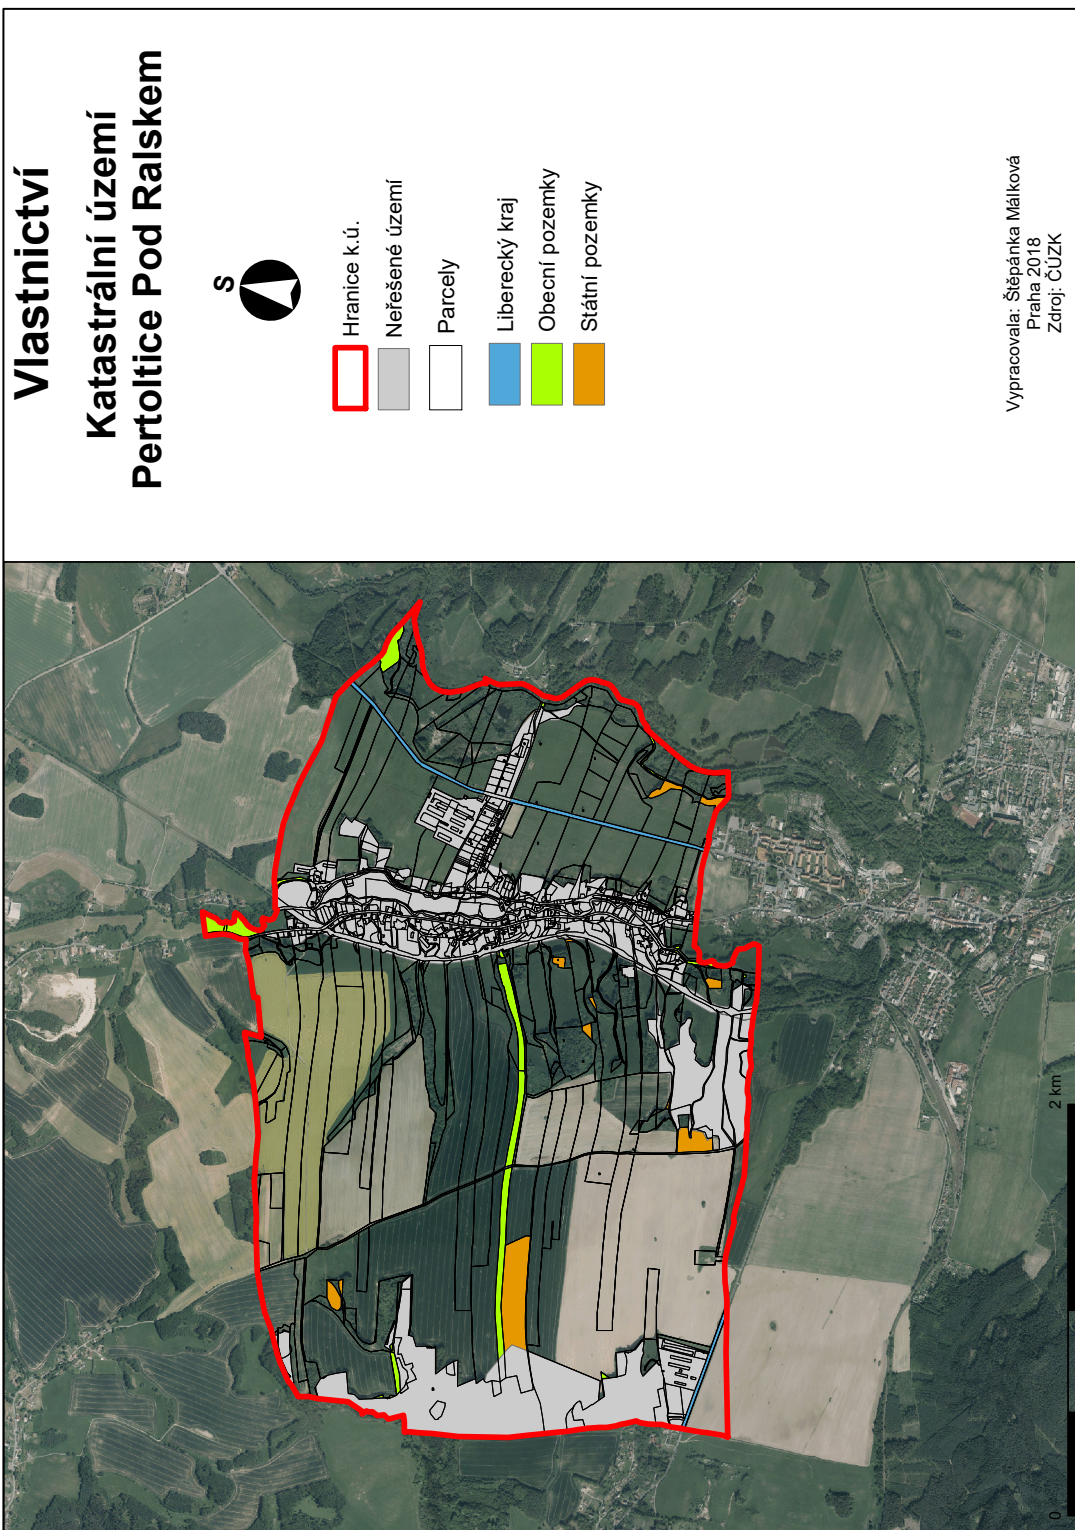 Vlastnictví
Katastrální území
Pertoltice Pod Ralskem
S
Hranice k.ú.
Neřešené území
Parcely
Liberecký kraj
Obecní pozemky
Státní pozemky
Vypracovala: Štěpánka Málková
Praha 2018
Zdroj: ČÚZK
0
2 km